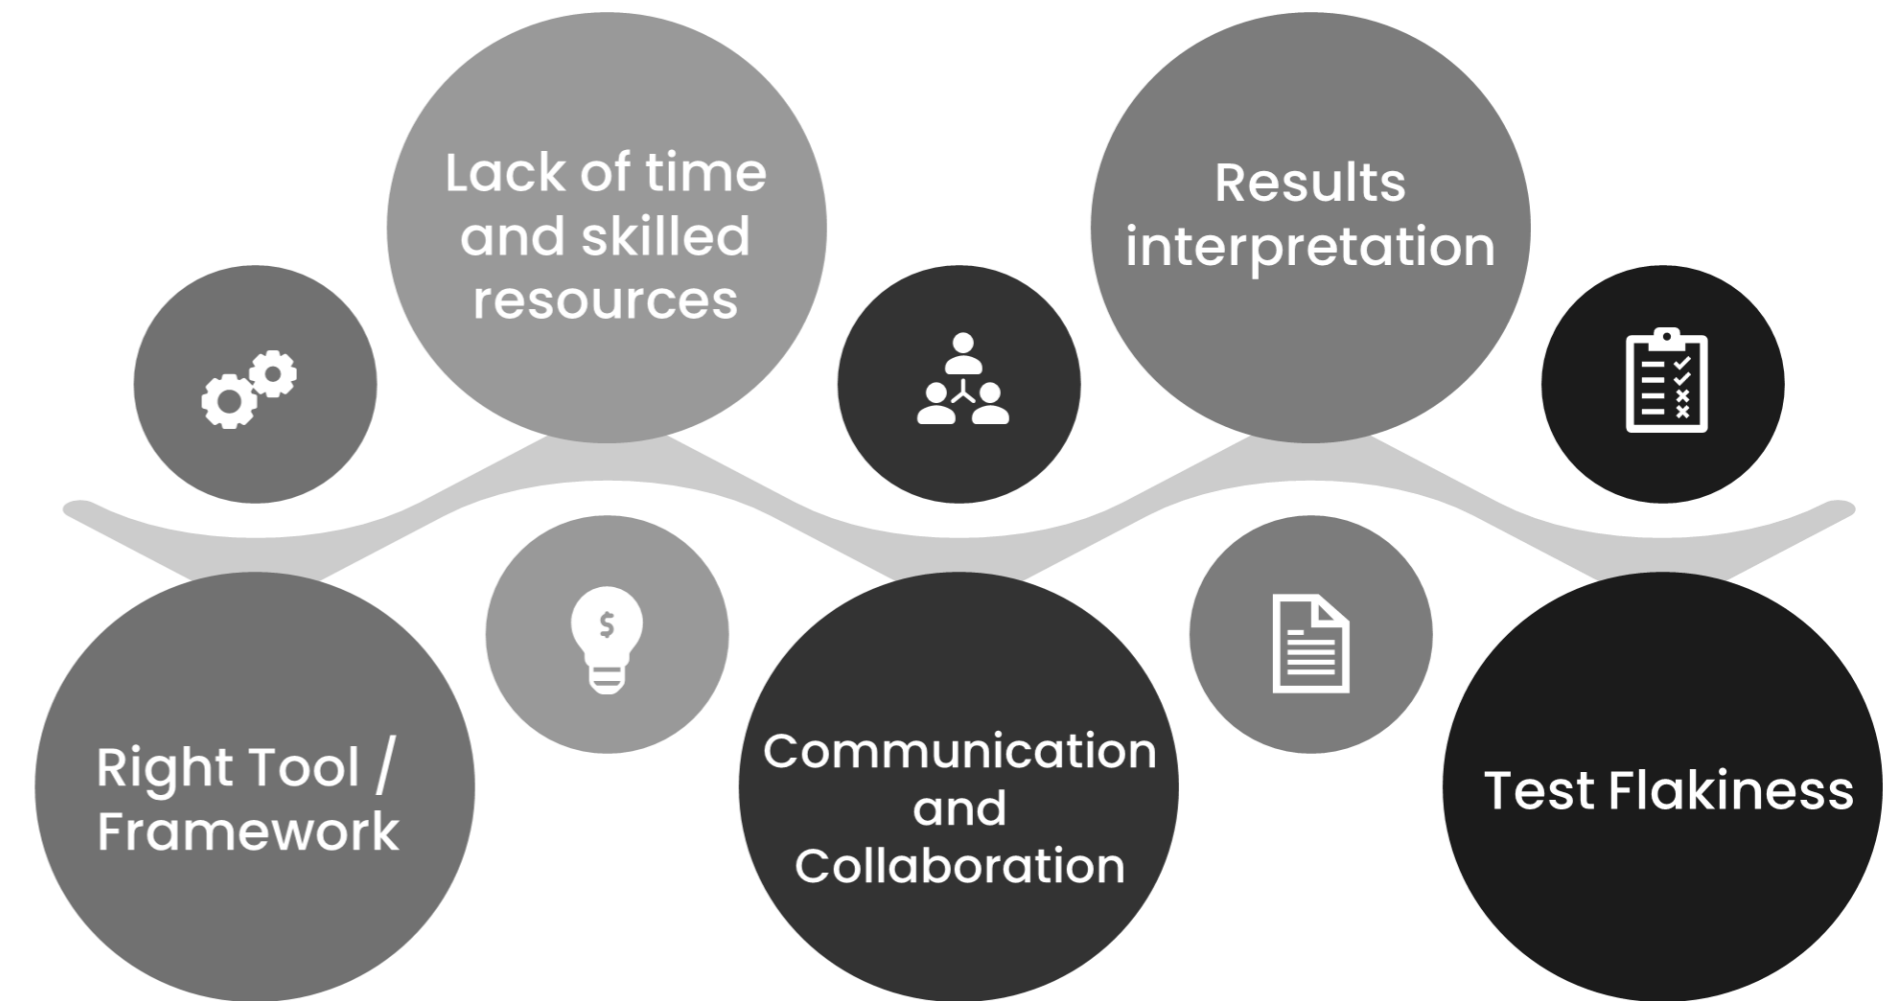 Right Tool /
Framework
Lack of time
and skilled
resources
$
Communication
and
Collaboration
Results
interpretation
Test Flakiness